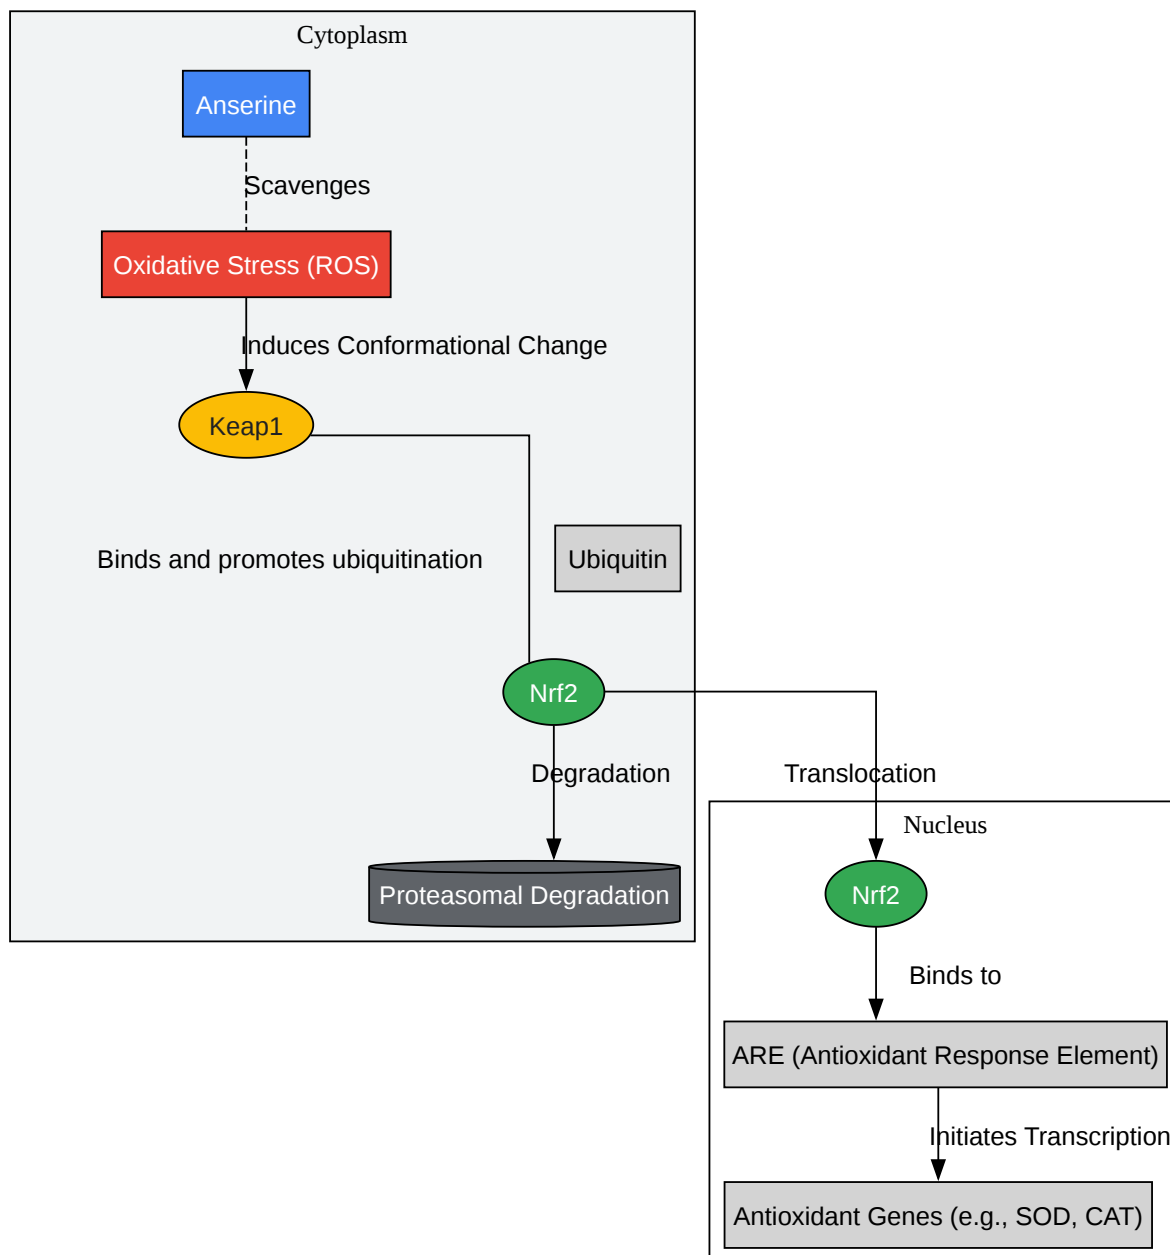 Cytoplasm
Anserine
Scavenges
Oxidative Stress (ROS)
Induces Conformational Change
Keap1
Binds and promotes ubiquitination
Ubiquitin
Nrf2
Degradation
Translocation
Nucleus
Proteasomal Degradation
Nrf2
Binds to
ARE (Antioxidant Response Element)
Initiates Transcription
Antioxidant Genes (e.g., SOD, CAT)